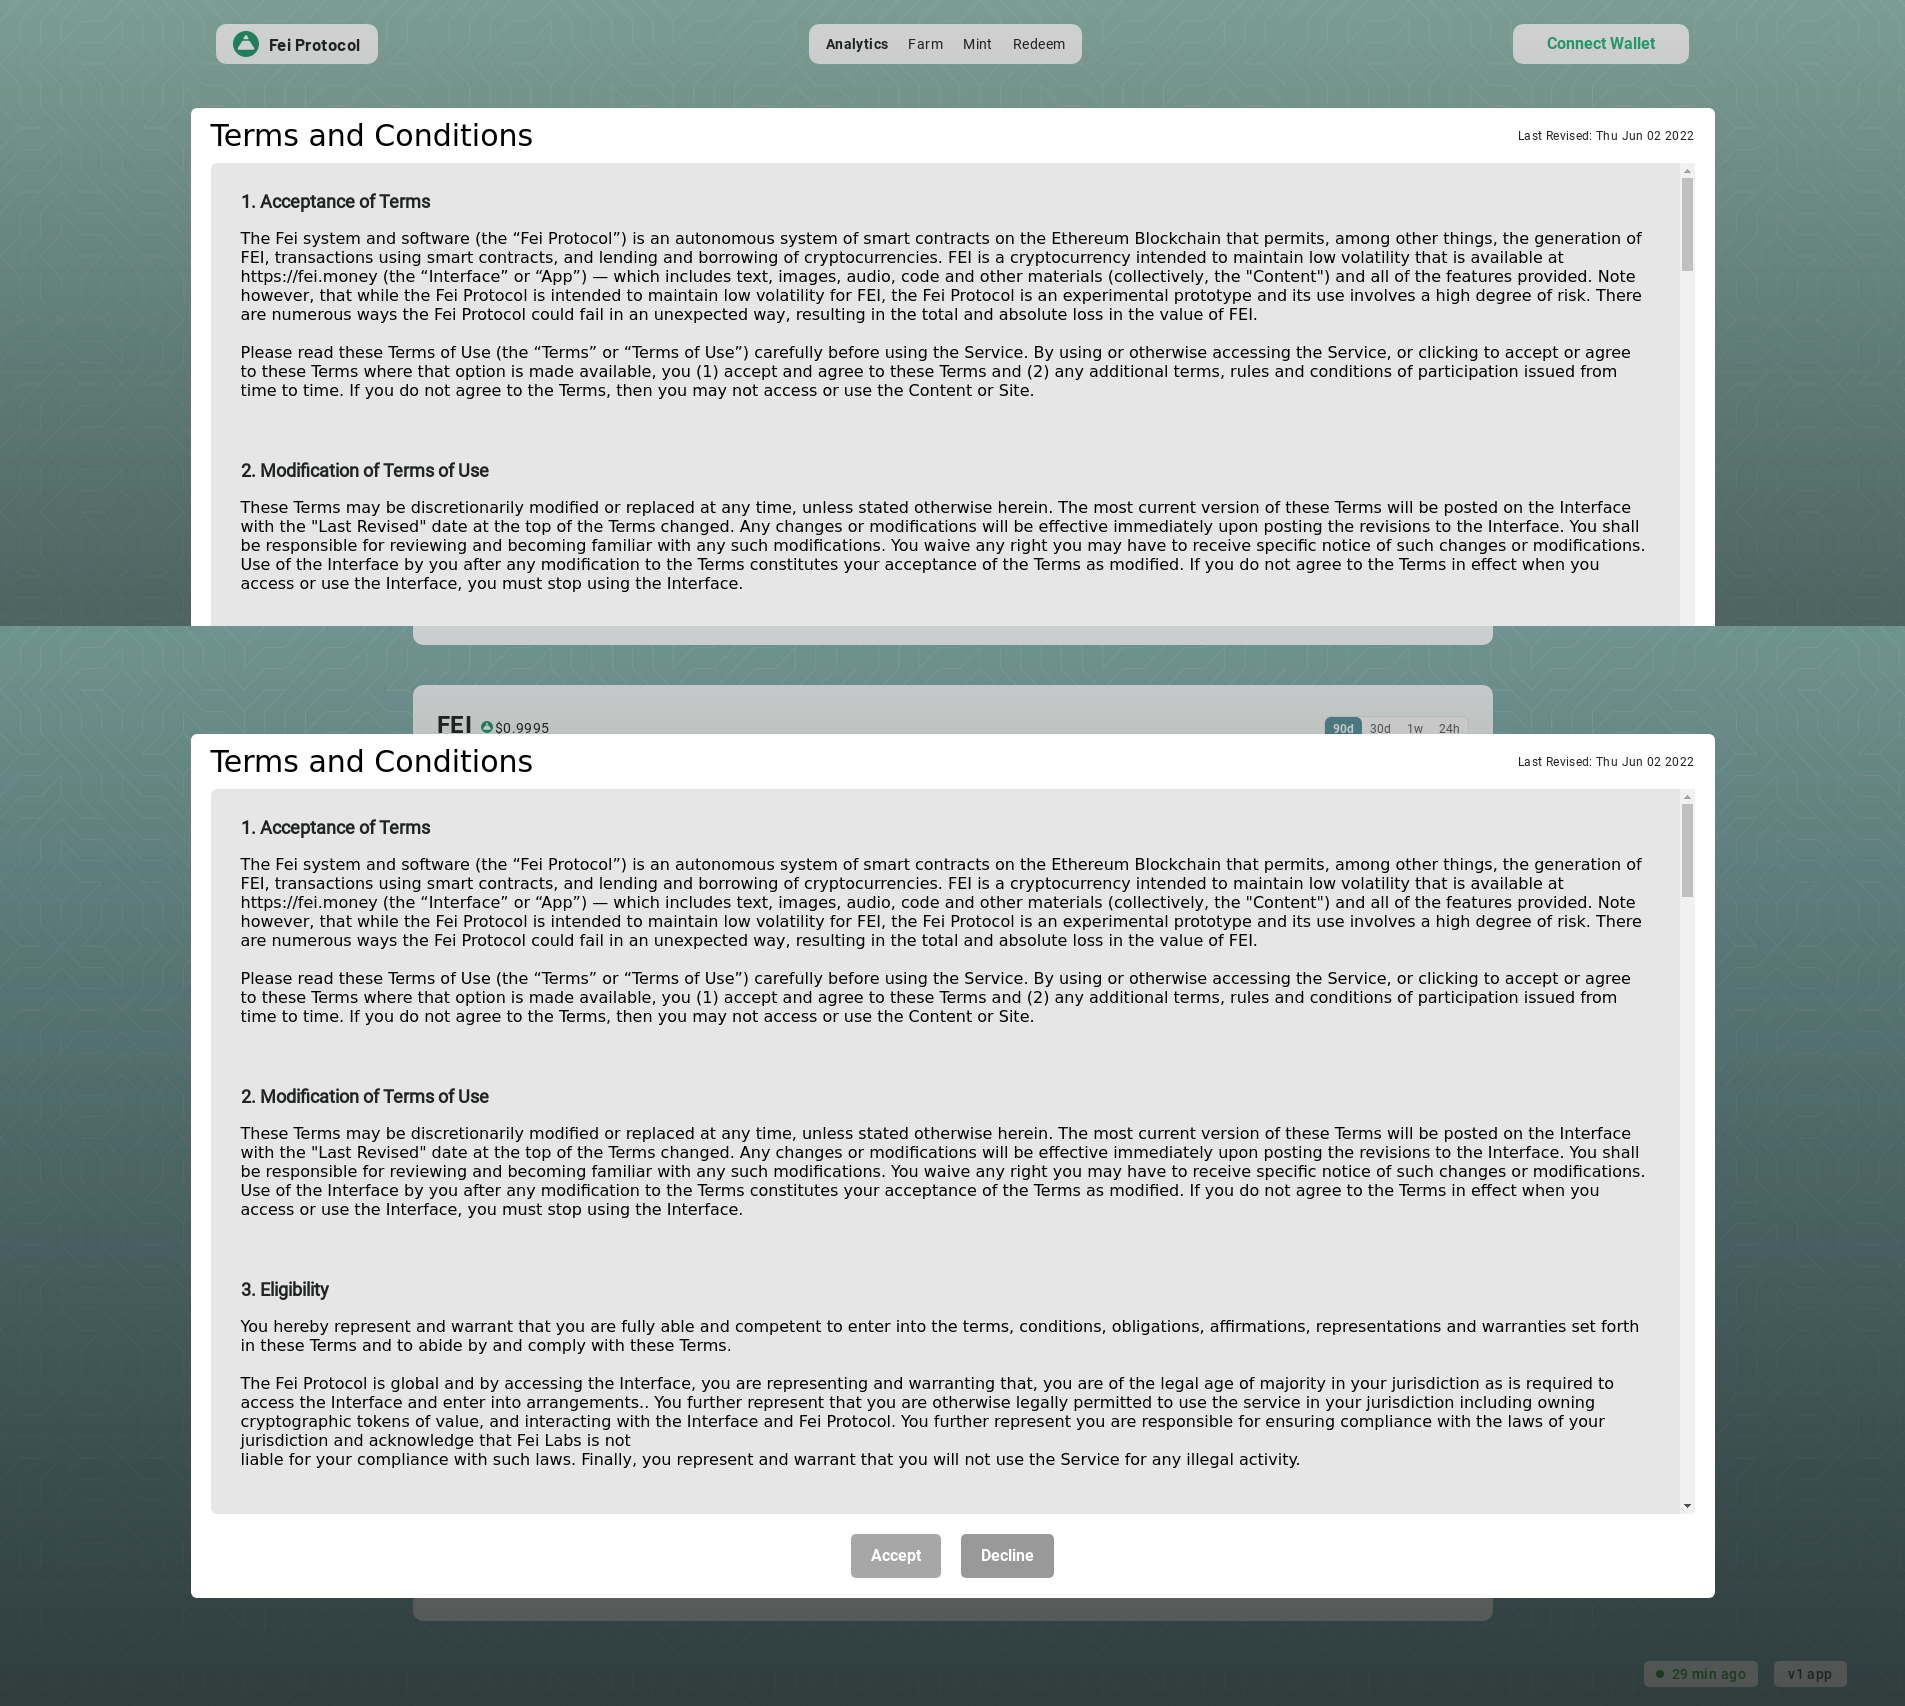 Fei Protocol
Analytics Farm Mint Redeem
Connect Wallet
Terms and Conditions
Last Revised: Thu Jun 02 2022
1. Acceptance of Terms
The Fei system and software (the “Fei Protocol”) is an autonomous system of smart contracts on the Ethereum Blockchain that permits, among other things, the generation of
FEI, transactions using smart contracts, and lending and borrowing of cryptocurrencies. FEI is a cryptocurrency intended to maintain low volatility that is available at
https://fei.money (the “Interface” or “App”) — which includes text, images, audio, code and other materials (collectively, the "Content") and all of the features provided. Note
however, that while the Fei Protocol is intended to maintain low volatility for FEI, the Fei Protocol is an experimental prototype and its use involves a high degree of risk. There
are numerous ways the Fei Protocol could fail in an unexpected way, resulting in the total and absolute loss in the value of FEI.
Please read these Terms of Use (the “Terms” or “Terms of Use”) carefully before using the Service. By using or otherwise accessing the Service, or clicking to accept or agree
to these Terms where that option is made available, you (1) accept and agree to these Terms and (2) any additional terms, rules and conditions of participation issued from
time to time. If you do not agree to the Terms, then you may not access or use the Content or Site.
2. Modification of Terms of Use
These Terms may be discretionarily modified or replaced at any time, unless stated otherwise herein. The most current version of these Terms will be posted on the Interface
with the "Last Revised" date at the top of the Terms changed. Any changes or modifications will be effective immediately upon posting the revisions to the Interface. You shall
be responsible for reviewing and becoming familiar with any such modifications. You waive any right you may have to receive specific notice of such changes or modifications.
Use of the Interface by you after any modification to the Terms constitutes your acceptance of the Terms as modified. If you do not agree to the Terms in effect when you
access or use the Interface, you must stop using the Interface.
FEI $0.9995
90d 30d 1w 24h
Terms and Conditions
Last Revised: Thu Jun 02 2022
1. Acceptance of Terms
The Fei system and software (the “Fei Protocol”) is an autonomous system of smart contracts on the Ethereum Blockchain that permits, among other things, the generation of
FEI, transactions using smart contracts, and lending and borrowing of cryptocurrencies. FEI is a cryptocurrency intended to maintain low volatility that is available at
https://fei.money (the “Interface” or “App”) — which includes text, images, audio, code and other materials (collectively, the "Content") and all of the features provided. Note
however, that while the Fei Protocol is intended to maintain low volatility for FEI, the Fei Protocol is an experimental prototype and its use involves a high degree of risk. There
are numerous ways the Fei Protocol could fail in an unexpected way, resulting in the total and absolute loss in the value of FEI.
Please read these Terms of Use (the “Terms” or “Terms of Use”) carefully before using the Service. By using or otherwise accessing the Service, or clicking to accept or agree
to these Terms where that option is made available, you (1) accept and agree to these Terms and (2) any additional terms, rules and conditions of participation issued from
time to time. If you do not agree to the Terms, then you may not access or use the Content or Site.
2. Modification of Terms of Use
These Terms may be discretionarily modified or replaced at any time, unless stated otherwise herein. The most current version of these Terms will be posted on the Interface
with the "Last Revised" date at the top of the Terms changed. Any changes or modifications will be effective immediately upon posting the revisions to the Interface. You shall
be responsible for reviewing and becoming familiar with any such modifications. You waive any right you may have to receive specific notice of such changes or modifications.
Use of the Interface by you after any modification to the Terms constitutes your acceptance of the Terms as modified. If you do not agree to the Terms in effect when you
access or use the Interface, you must stop using the Interface.
3. Eligibility
You hereby represent and warrant that you are fully able and competent to enter into the terms, conditions, obligations, affirmations, representations and warranties set forth
in these Terms and to abide by and comply with these Terms.
The Fei Protocol is global and by accessing the Interface, you are representing and warranting that, you are of the legal age of majority in your jurisdiction as is required to
access the Interface and enter into arrangements.. You further represent that you are otherwise legally permitted to use the service in your jurisdiction including owning
cryptographic tokens of value, and interacting with the Interface and Fei Protocol. You further represent you are responsible for ensuring compliance with the laws of your
jurisdiction and acknowledge that Fei Labs is not
liable for your compliance with such laws. Finally, you represent and warrant that you will not use the Service for any illegal activity.
Accept Decline
29 min ago v1 app